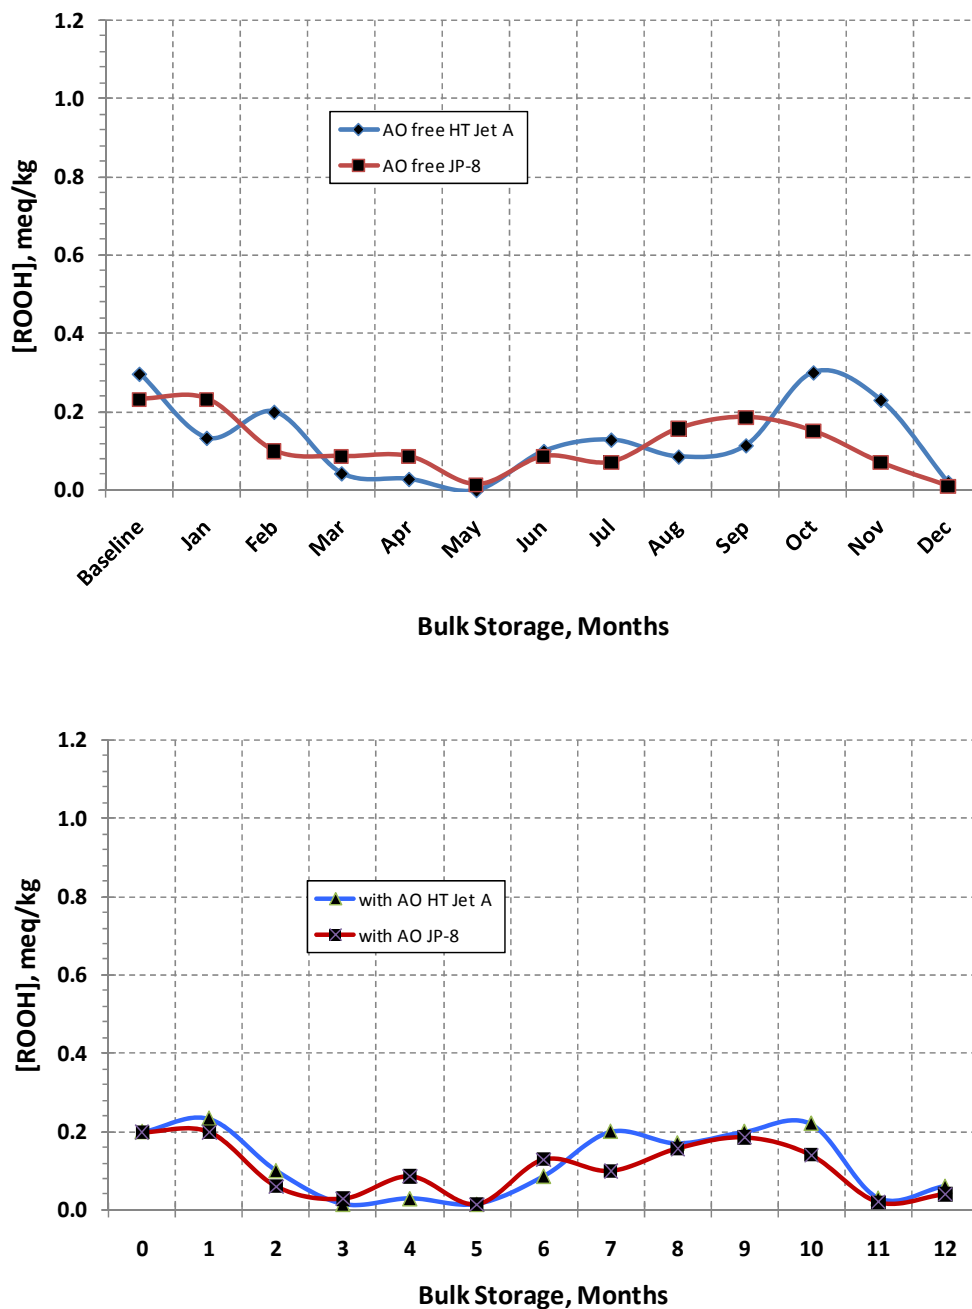 1.2
1.0
0.8
0.6
0.4
0.2
0.0
[ROOH], meq/kg
AO free HT Jet A
AO free JP-8
Baseline Jan Feb Mar Apr May Jun Jul Aug Sep Oct Nov Dec
Bulk Storage, Months
1.2
1.0
0.8
0.6
0.4
0.2
0.0
[ROOH], meq/kg
with AO HT Jet A
with AO JP-8
0 1 2 3 4 5 6 7 8 9 10 11 12
Bulk Storage, Months